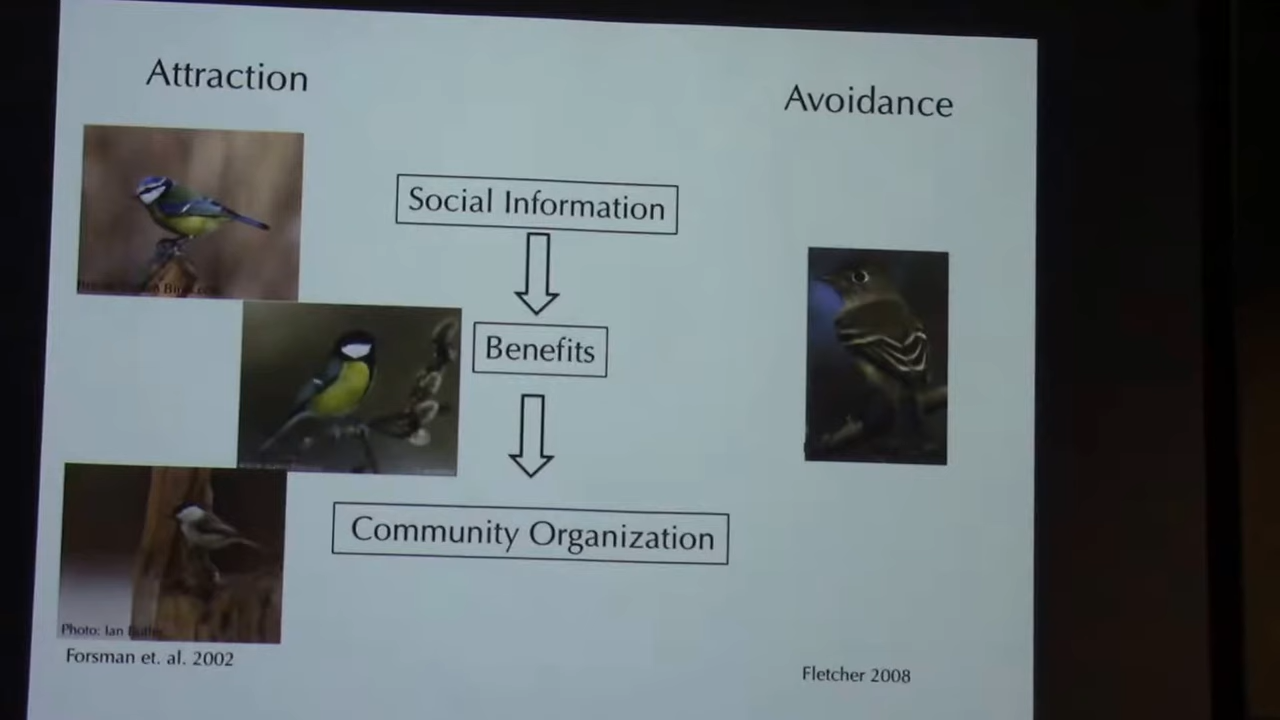 Attraction
Avoidance
Social Information
Benefits
Community Organization
Photo: Ian
Forsman et. al. 2002
Fletcher 2008